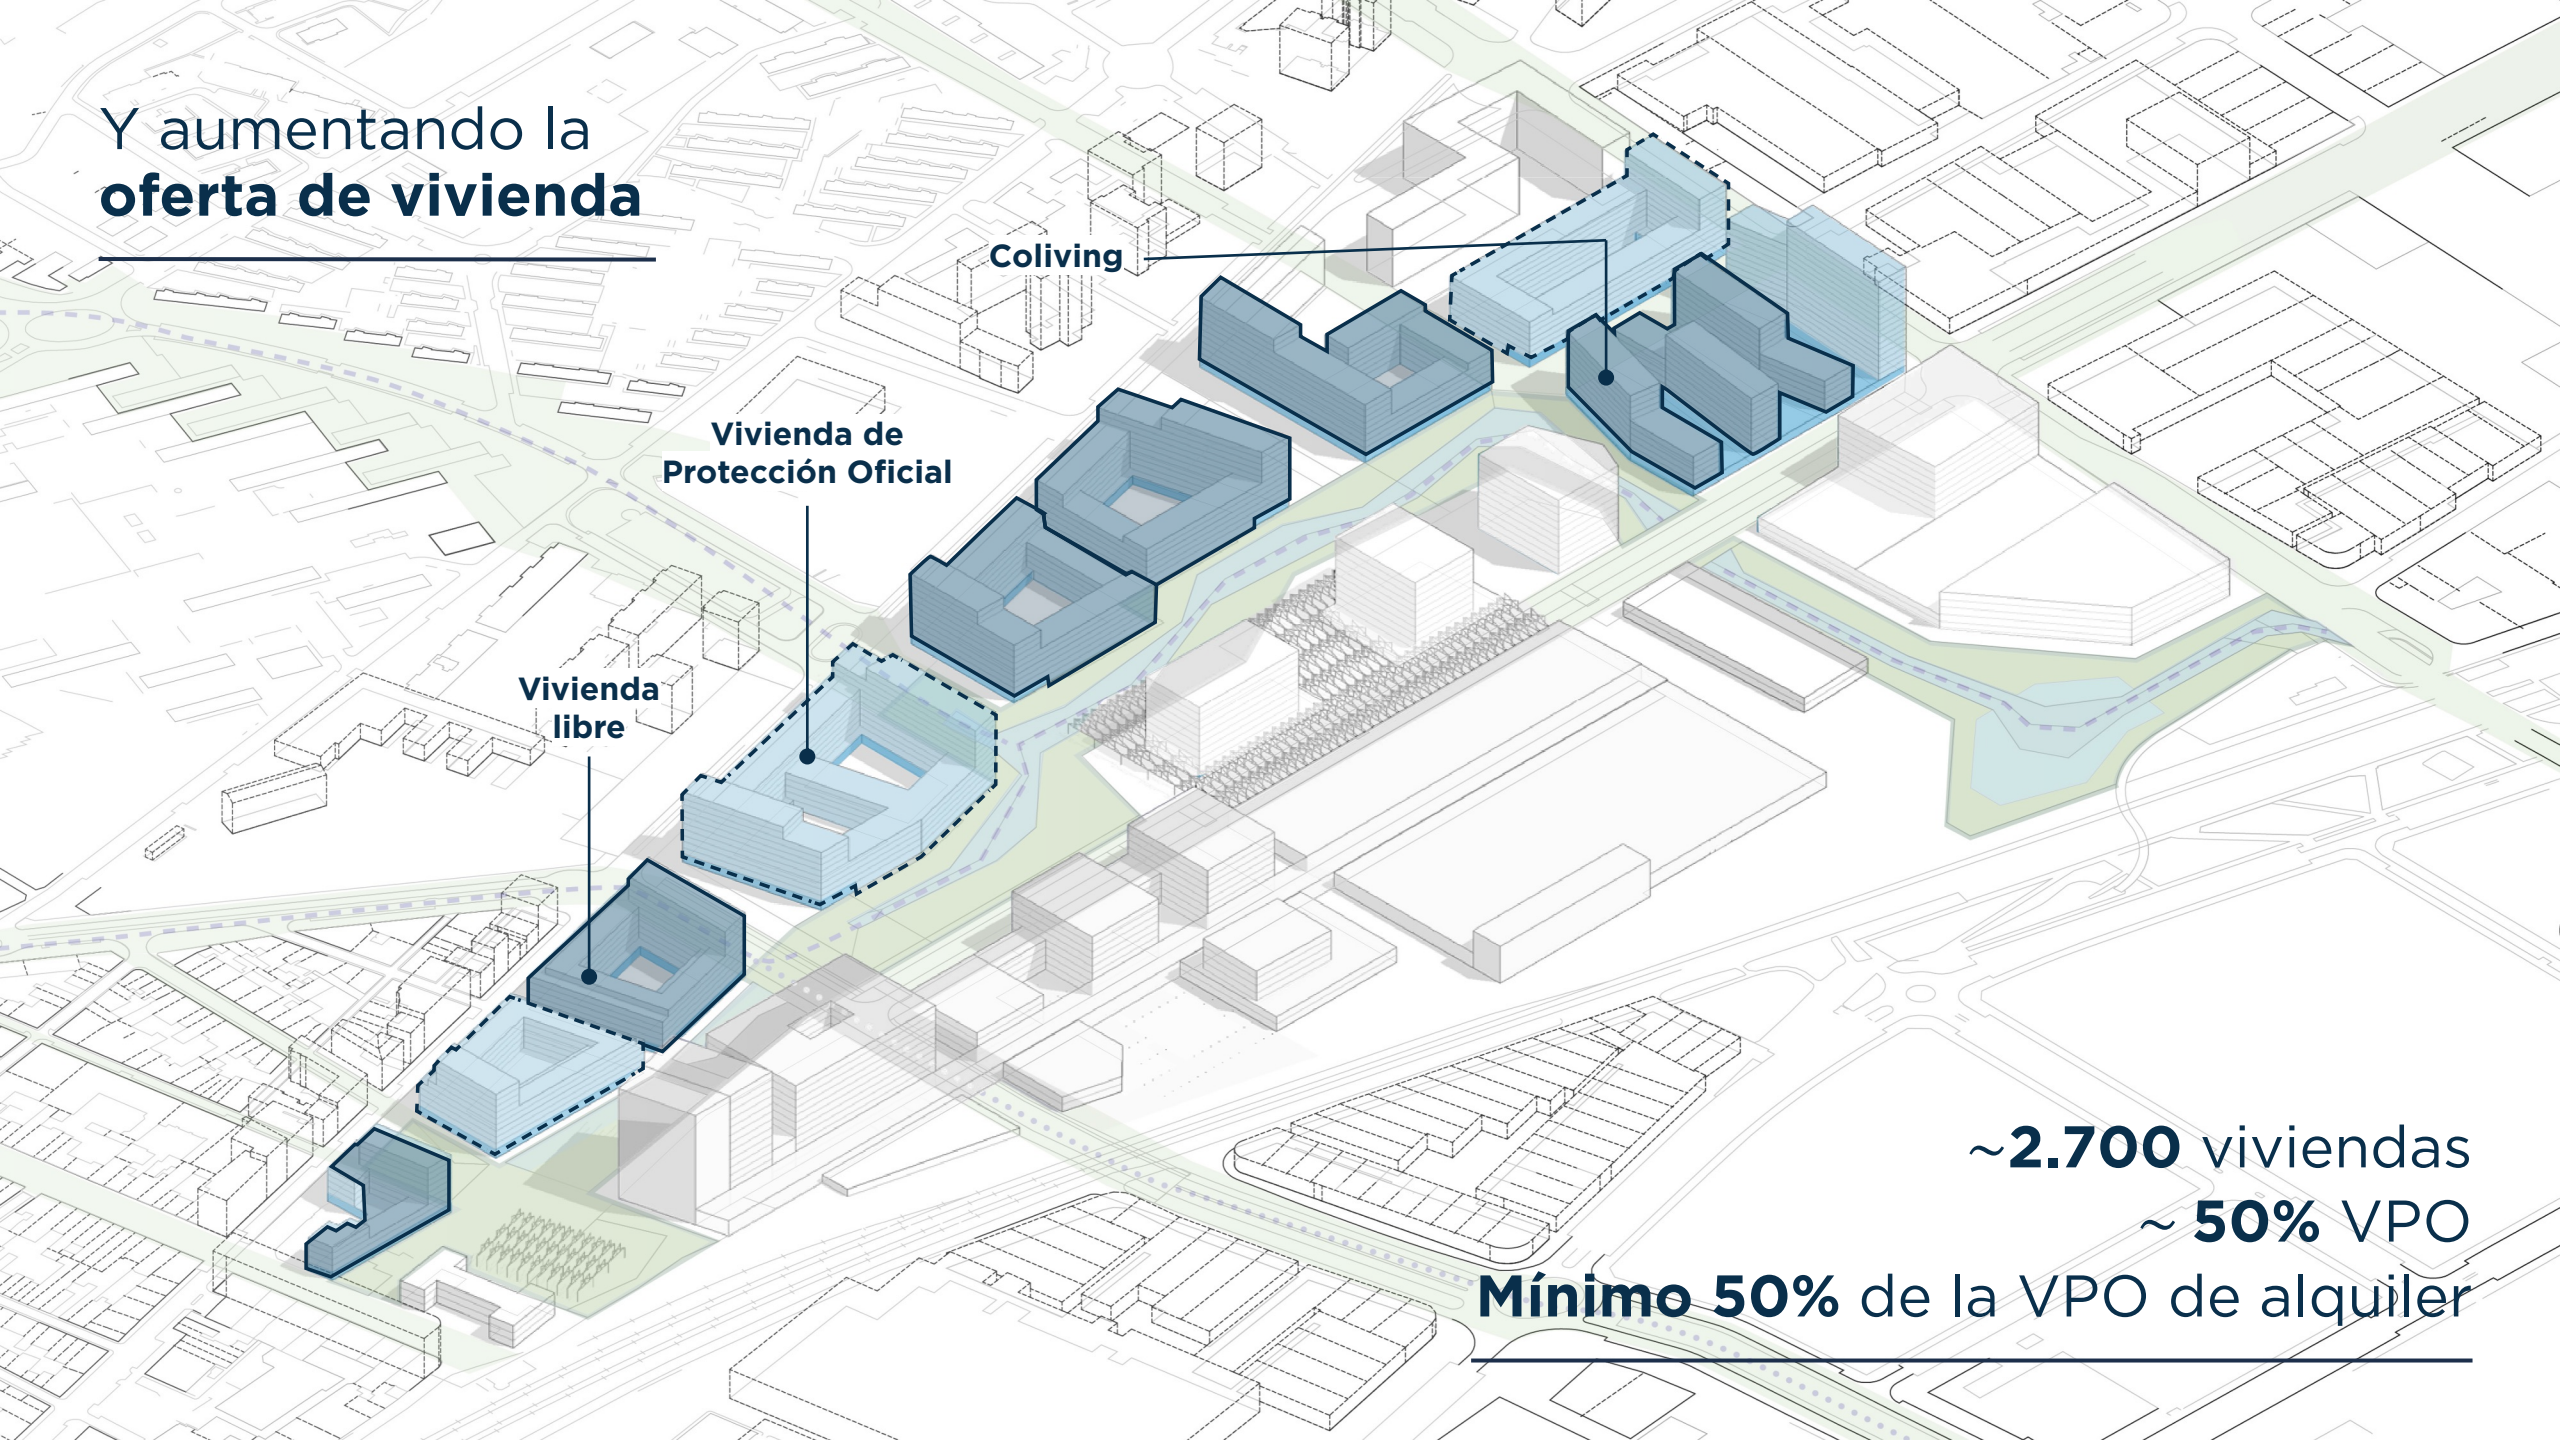 Y aumentando la
oferta de vivienda
Coliving
Vivienda de
Protección Oficial
Vivienda
libre
~2.700 viviendas
~ 50% VPO
Mínimo 50% de la VPO de alquiler